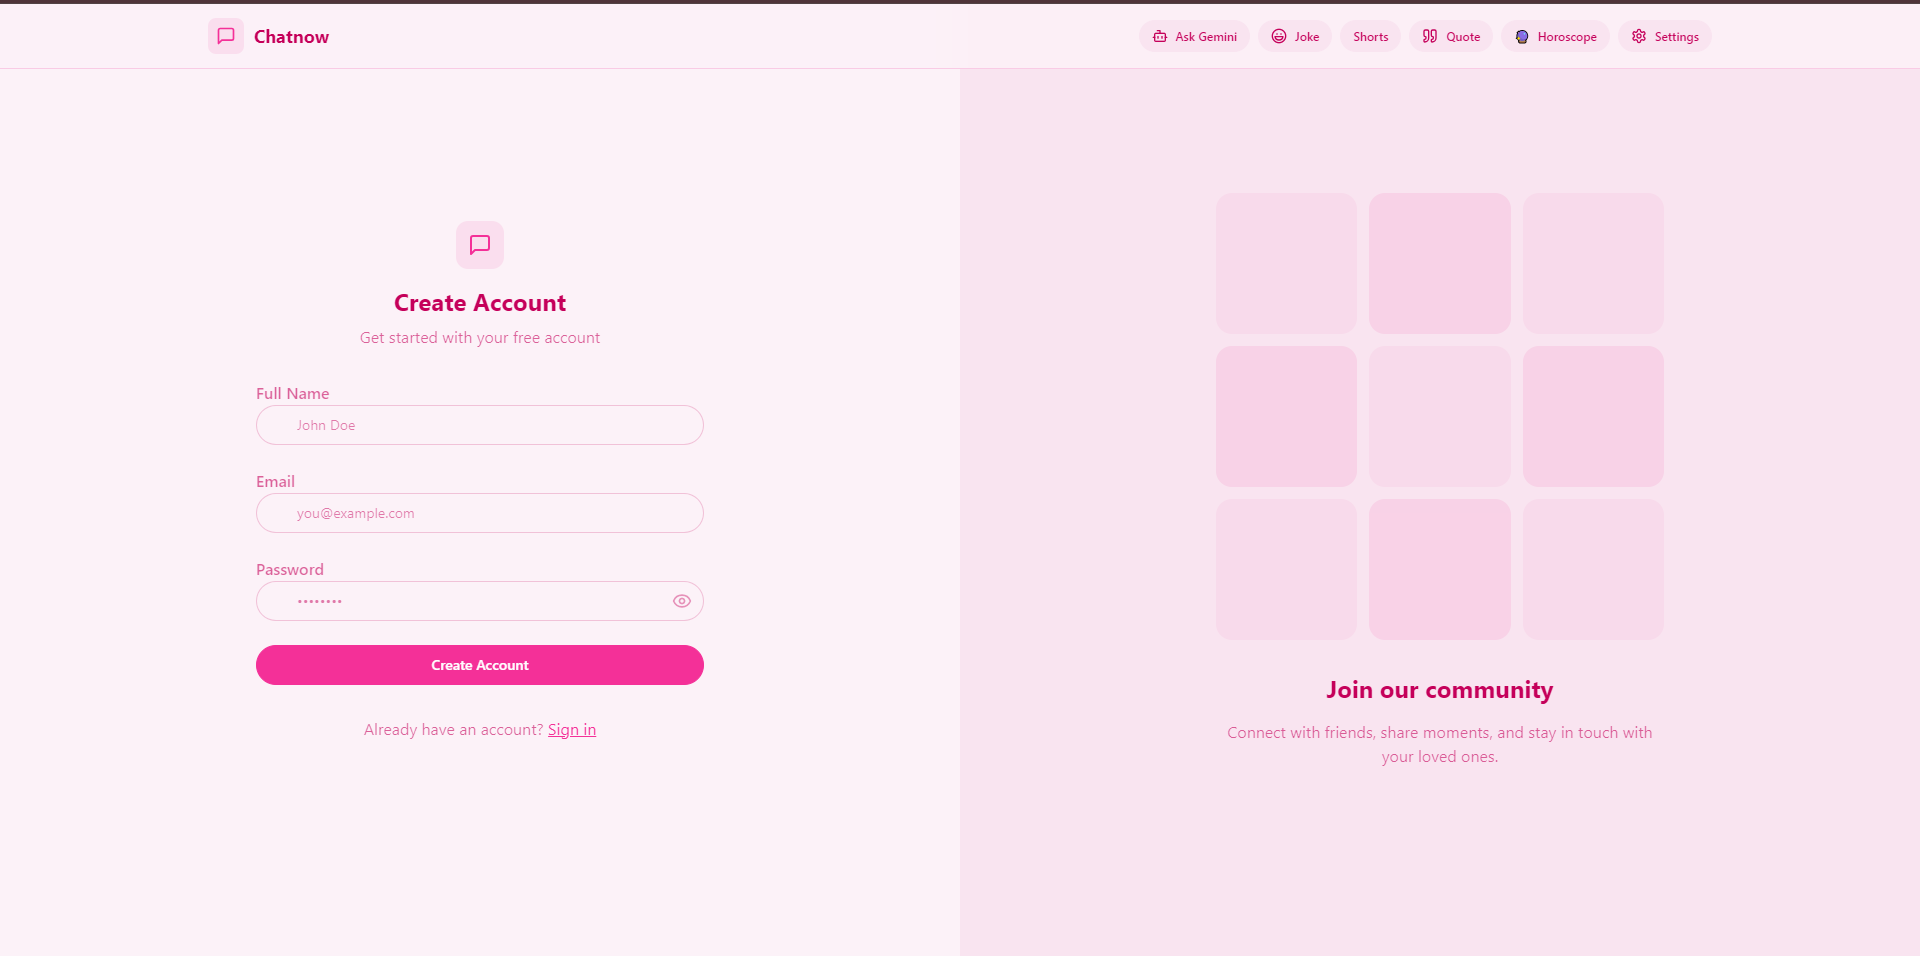 Chatnow
Ask Gemini
Joke
Shorts
Quote
Horoscope
Settings
Create Account
Get started with your free account
Full Name
John Doe
Email
you@example.com
Password
••••••••
Create Account
Already have an account? Sign in
Join our community
Connect with friends, share moments, and stay in touch with
your loved ones.